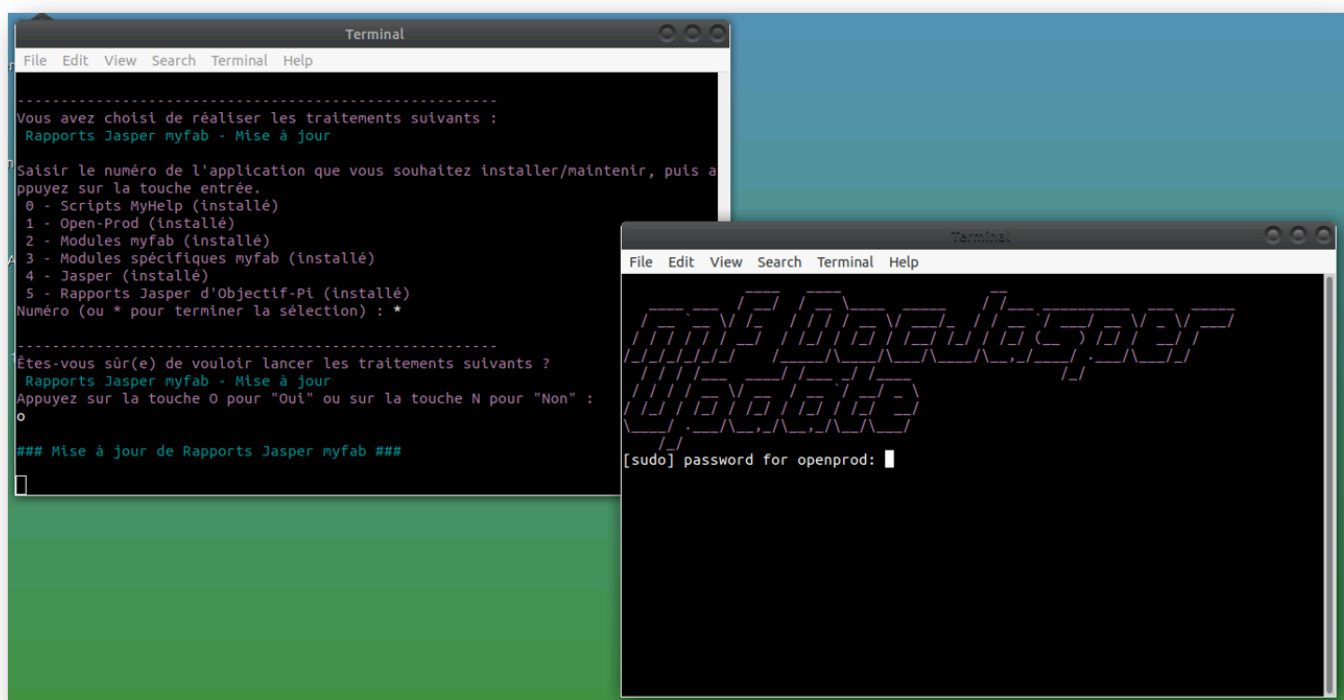 Terminal
File Edit View Search Terminal Help
---------------------------------------------------------
Vous avez choisi de réaliser les traitements suivants :
Rapports Jasper myfab - Mise à jour
Saisir le numéro de l'application que vous souhaitez installer/maintenir, puis a
ppuyez sur la touche entrée.
0 - Scripts MyHelp (installé)
1 - Open-Prod (installé)
2 - Modules myfab (installé)
3 - Modules spécifiques myfab (installé)
4 - Jasper (installé)
5 - Rapports Jasper d'Objectif-Pi (installé)
Numéro (ou * pour terminer la sélection) : *
---------------------------------------------------------
Êtes-vous sûr(e) de vouloir lancer les traitements suivants ?
Rapports Jasper myfab - Mise à jour
Appuyez sur la touche O pour "Oui" ou sur la touche N pour "Non" :
o
### Mise à jour de Rapports Jasper myfab ###
Terminal
File Edit View Search Terminal Help
mf DocJasper
Update
[sudo] password for openprod: